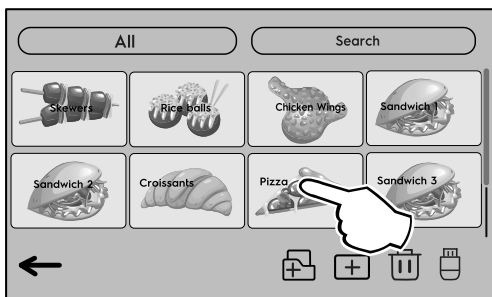 All
Search
Skewers
Rice balls
Chicken Wings
Sandwich 1
Sandwich 2
Croissants
Pizza
Sandwich 3